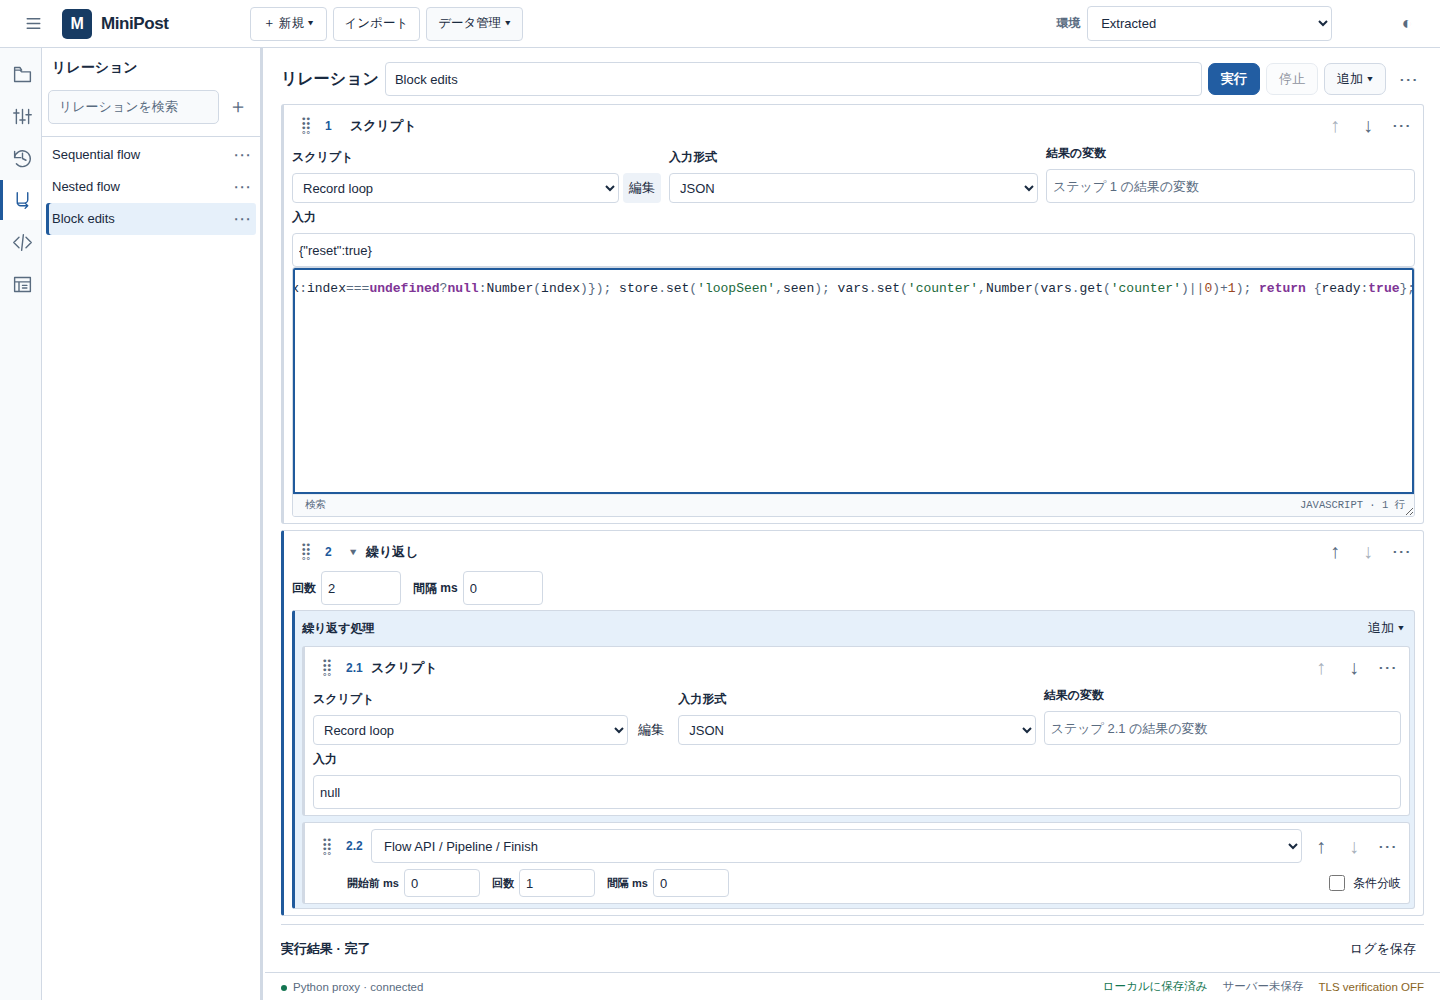 M MiniPost
＋ 新規 ▾
インポート
データ管理 ▾
環境
Extracted
リレーション
リレーションを検索
＋
Sequential flow ···
Nested flow ···
Block edits ···
リレーション
Block edits
実行
停止
追加 ▾
···
1 スクリプト
↑ ↓ ···
スクリプト
入力形式
結果の変数
Record loop
編集
JSON
ステップ 1 の結果の変数
入力
{"reset":true}
x:index===undefined?null:Number(index)}); store.set('loopSeen',seen); vars.set('counter',Number(vars.get('counter')||0)+1); return {ready:true};
検索
JAVASCRIPT · 1 行
2 ▾ 繰り返し
↑ ↓ ···
回数 2
間隔 ms 0
繰り返す処理
追加 ▾
2.1 スクリプト
↑ ↓ ···
スクリプト
入力形式
結果の変数
Record loop
編集
JSON
ステップ 2.1 の結果の変数
入力
null
2.2 Flow API / Pipeline / Finish
↑ ↓ ···
開始前 ms 0
回数 1
間隔 ms 0
条件分岐
実行結果 · 完了
ログを保存
Python proxy · connected
ローカルに保存済み
サーバー未保存
TLS verification OFF